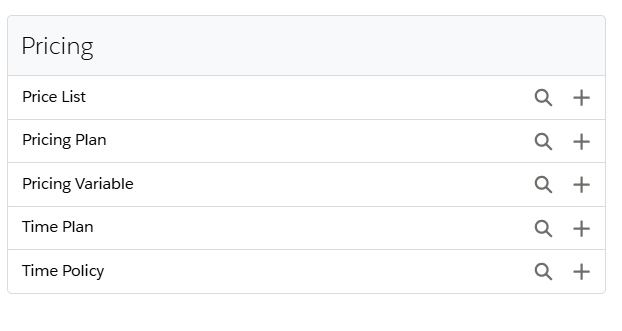 Pricing
Price List
Pricing Plan
Pricing Variable
Time Plan
Time Policy